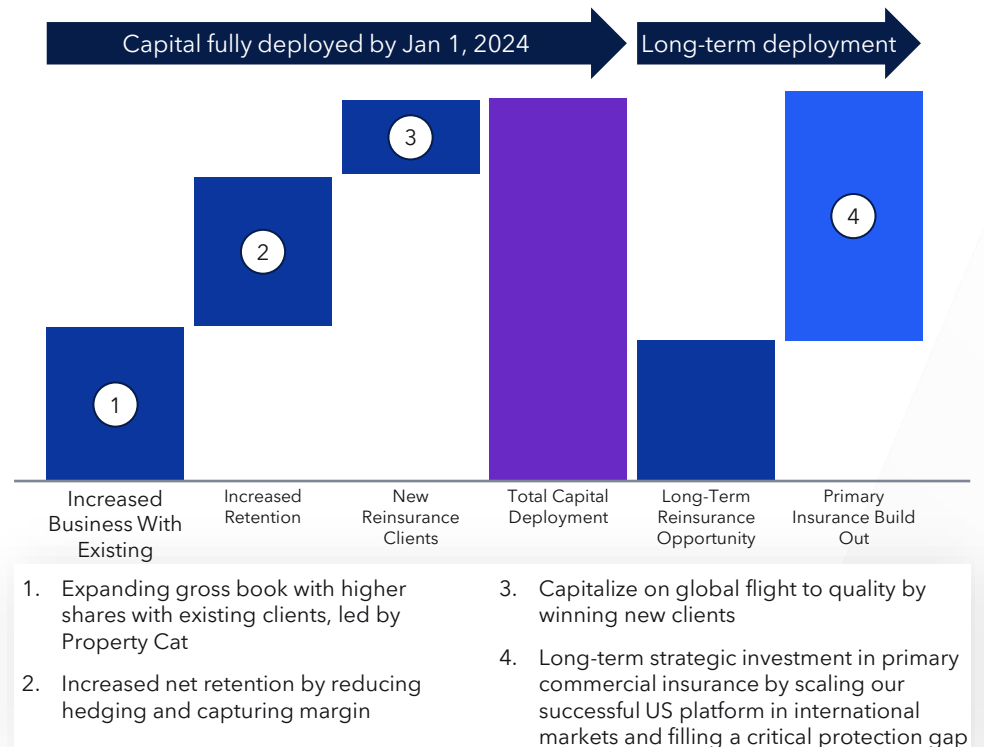 Capital fully deployed by Jan 1, 2024
Long-term deployment
3
4
2
1
Increased
Business With
Existing
Increased
Retention
New
Reinsurance
Clients
Total Capital
Deployment
Long-Term
Reinsurance
Opportunity
Primary
Insurance Build
Out
1. Expanding gross book with higher
shares with existing clients, led by
Property Cat
2. Increased net retention by reducing
hedging and capturing margin
3. Capitalize on global flight to quality by
winning new clients
4. Long-term strategic investment in primary
commercial insurance by scaling our
successful US platform in international
markets and filling a critical protection gap